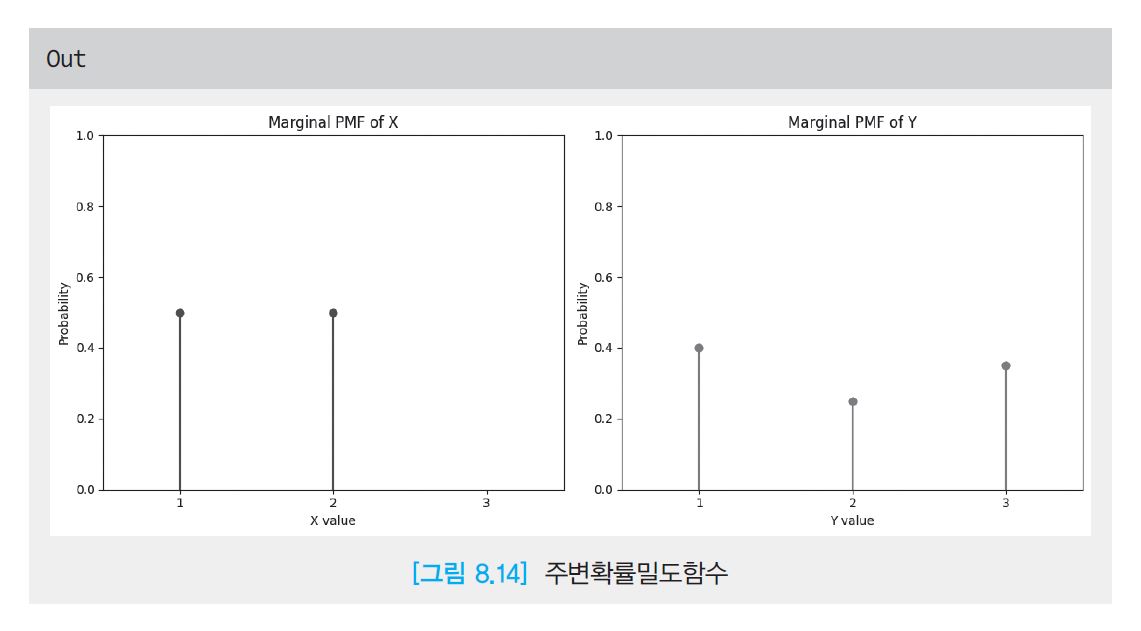 Out
Marginal PMF of X
1.0
0.8
0.6
0.4
0.2
0.0
Probability
1 2 3
X value
Marginal PMF of Y
1.0
0.8
0.6
0.4
0.2
0.0
Probability
1 2 3
Y value
[그림 8.14] 주변확률밀도함수